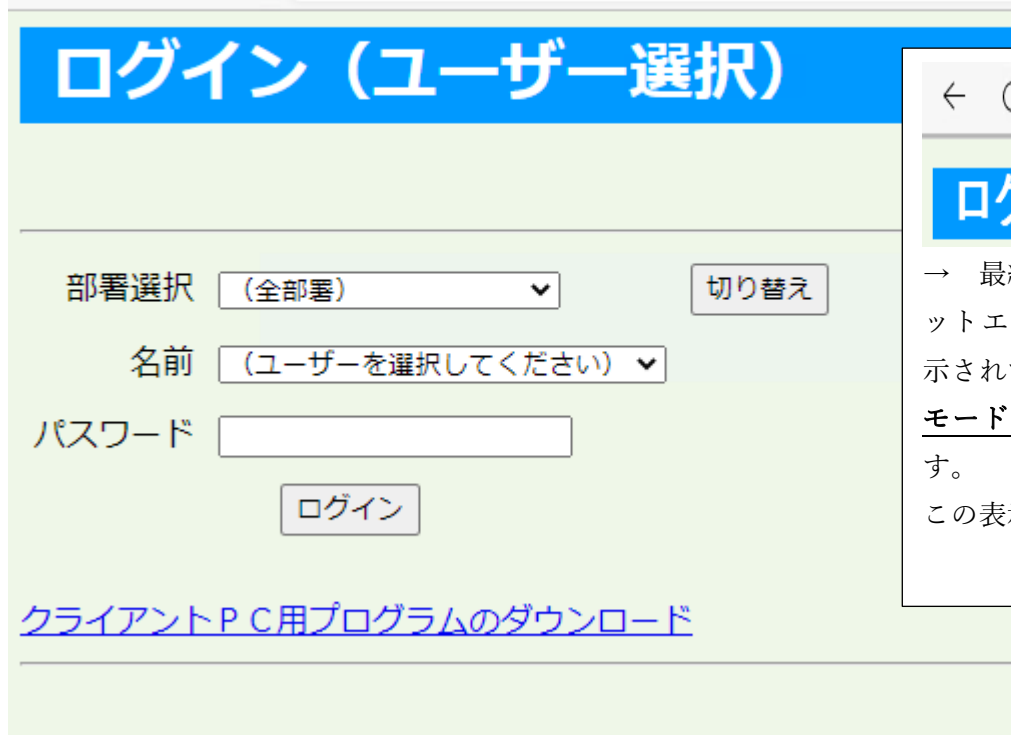 ログイン（ユーザー選択）
部署選択 （全部署） 切り替え
名前 （ユーザーを選択してください）
パスワード
ログイン
クライアントＰＣ用プログラムのダウンロード
←
ログ
→ 最
ットエ
示され
モード
す。
この表